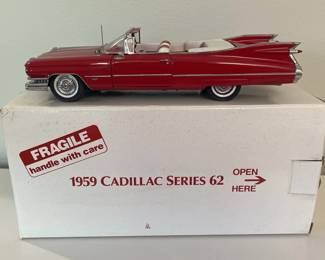 FRAGILE
handle with care
1959 CADILLAC SERIES 62
OPEN
HERE